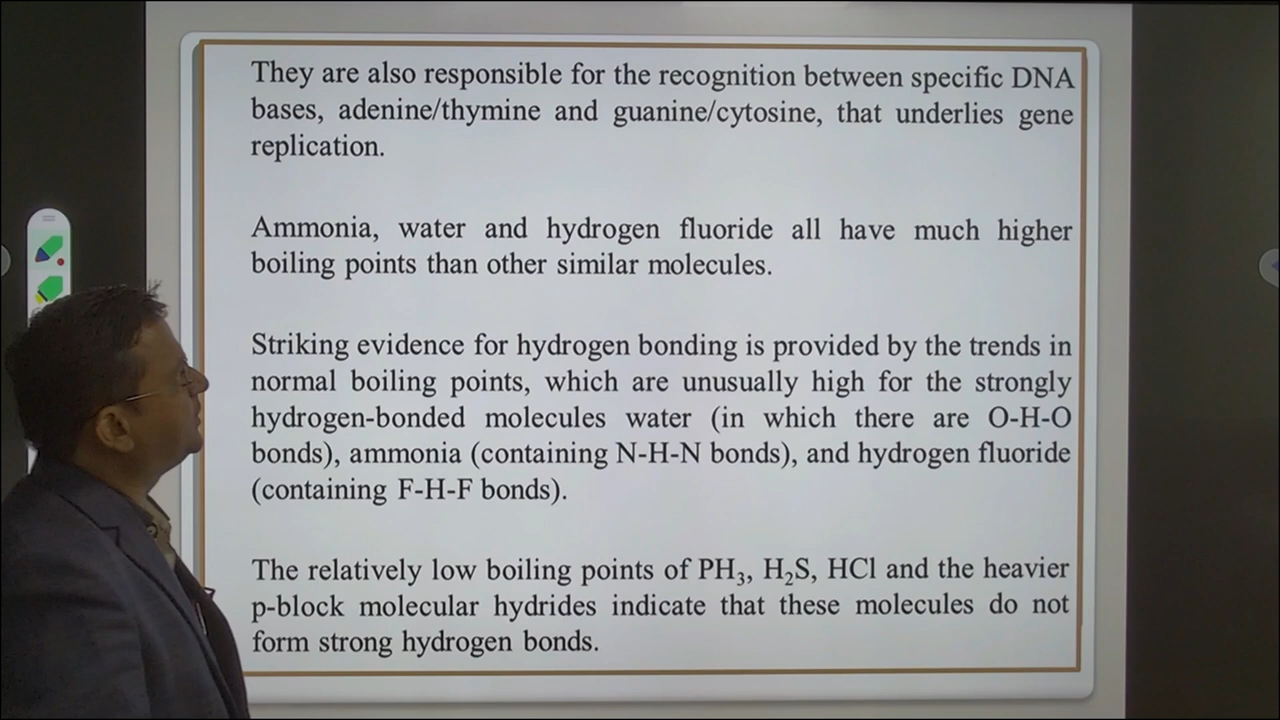 They are also responsible for the recognition between specific DNA
bases, adenine/thymine and guanine/cytosine, that underlies gene
replication.
Ammonia, water and hydrogen fluoride all have much higher
boiling points than other similar molecules.
Striking evidence for hydrogen bonding is provided by the trends in
normal boiling points, which are unusually high for the strongly
hydrogen-bonded molecules water (in which there are O-H-O
bonds), ammonia (containing N-H-N bonds), and hydrogen fluoride
(containing F-H-F bonds).
The relatively low boiling points of PH₃, H₂S, HCl and the heavier
p-block molecular hydrides indicate that these molecules do not
form strong hydrogen bonds.